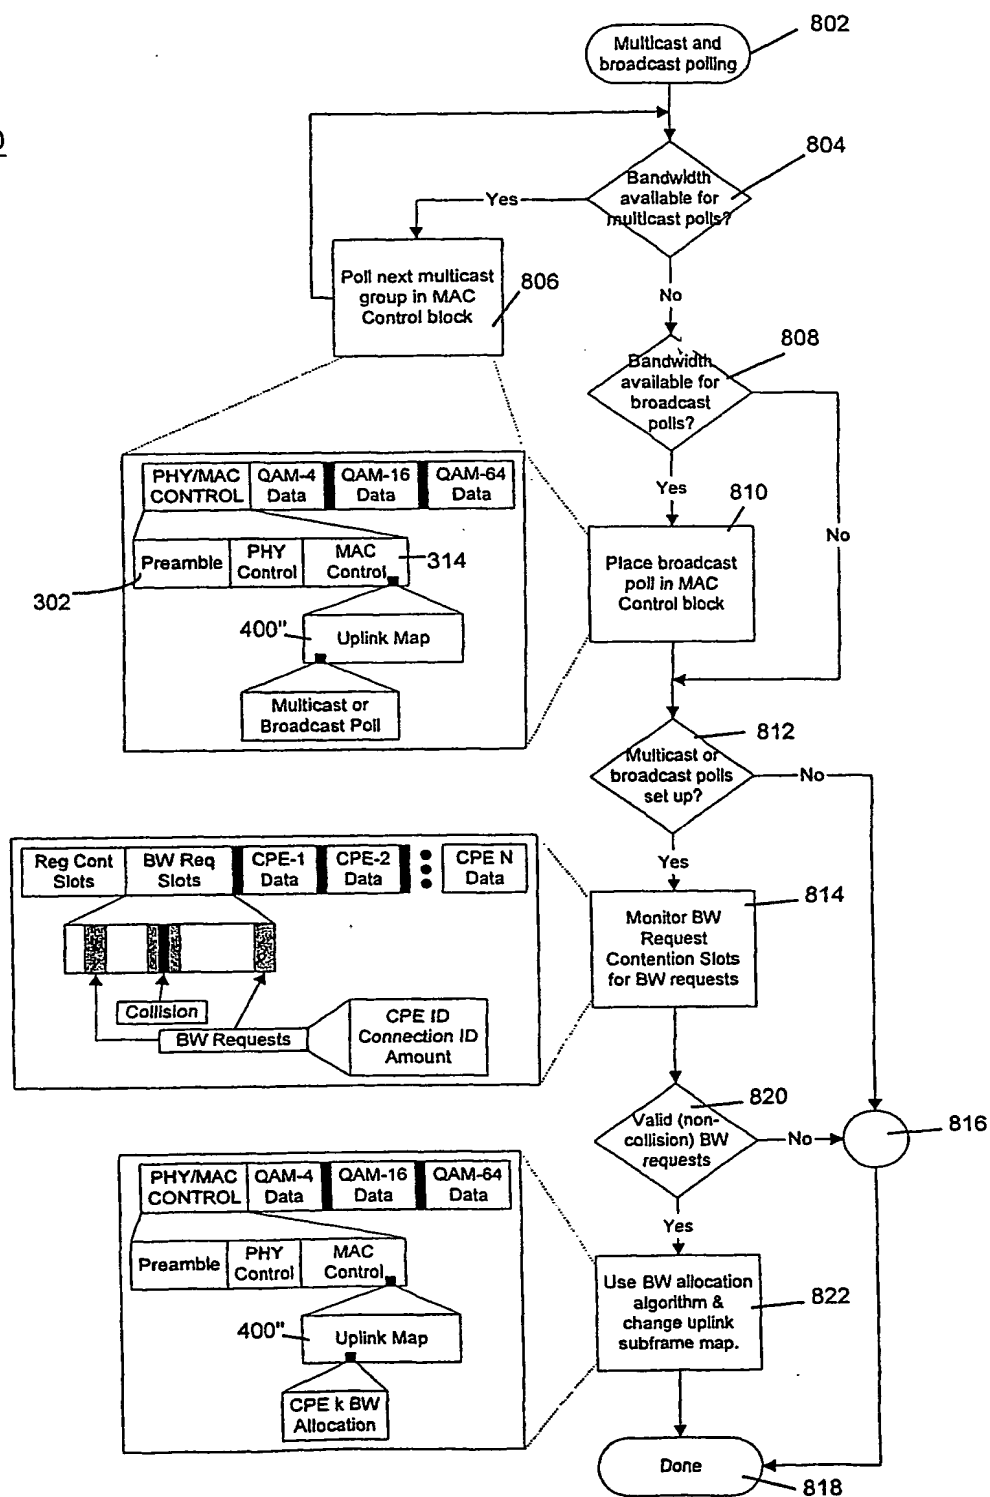 Multicast and
broadcast polling
802
0
Bandwidth
available for
multicast polls?
804
Yes
Poll next multicast
group in MAC
Control block
806
No
Bandwidth
available for
broadcast
polls?
808
Yes
No
PHY/MAC
CONTROL
QAM-4
Data
QAM-16
Data
QAM-64
Data
Preamble
PHY
Control
MAC
Control
314
302
400"
Uplink Map
Multicast or
Broadcast Poll
810
Place broadcast
poll in MAC
Control block
812
Multicast or
broadcast polls
set up?
No
Yes
Reg Cont
Slots
BW Req
Slots
CPE-1
Data
CPE-2
Data
CPE N
Data
Collision
BW Requests
CPE ID
Connection ID
Amount
814
Monitor BW
Request
Contention Slots
for BW requests
820
Valid (non-
collision) BW
requests
No
816
Yes
PHY/MAC
CONTROL
QAM-4
Data
QAM-16
Data
QAM-64
Data
Preamble
PHY
Control
MAC
Control
400"
Uplink Map
CPE k BW
Allocation
Use BW allocation
algorithm &
change uplink
subframe map.
822
Done
818